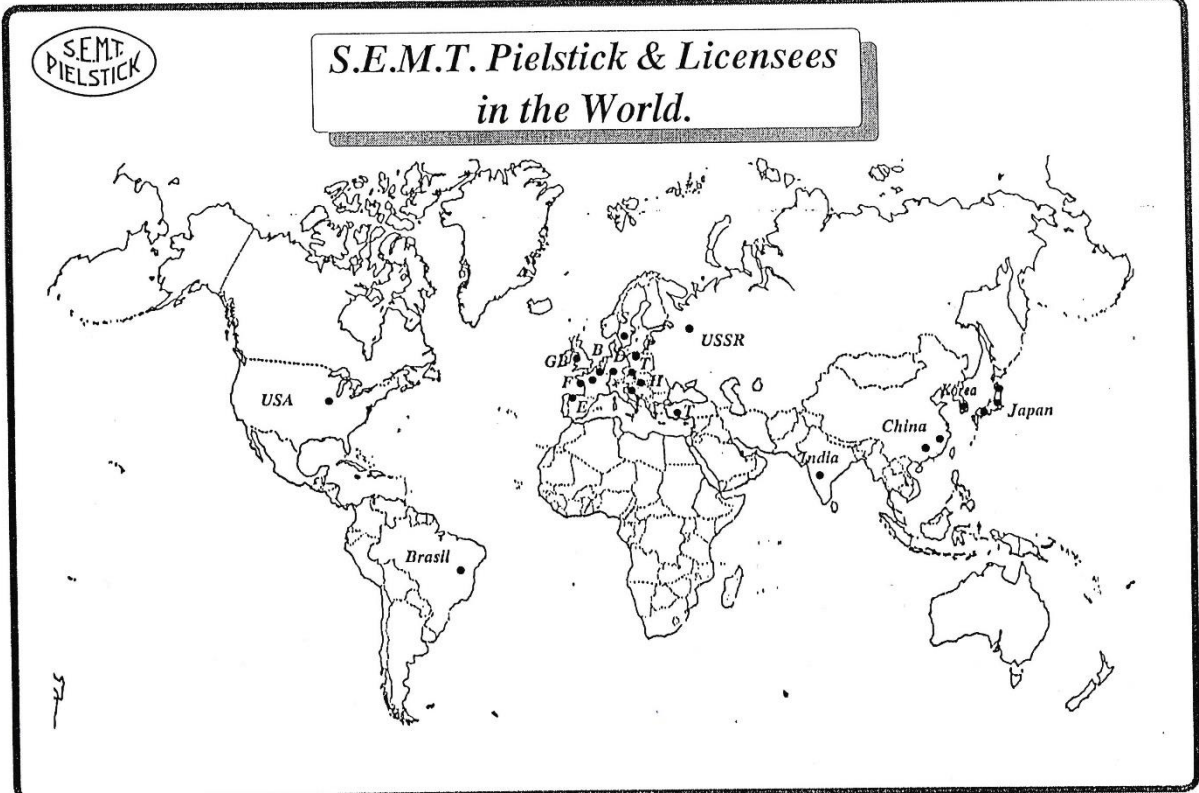 S.E.M.T.
PIELSTICK
S.E.M.T. Pielstick & Licensees
in the World.
USSR
GB
B
D
T
F
H
USA
E
T
Korea
Japan
China
India
Brasil